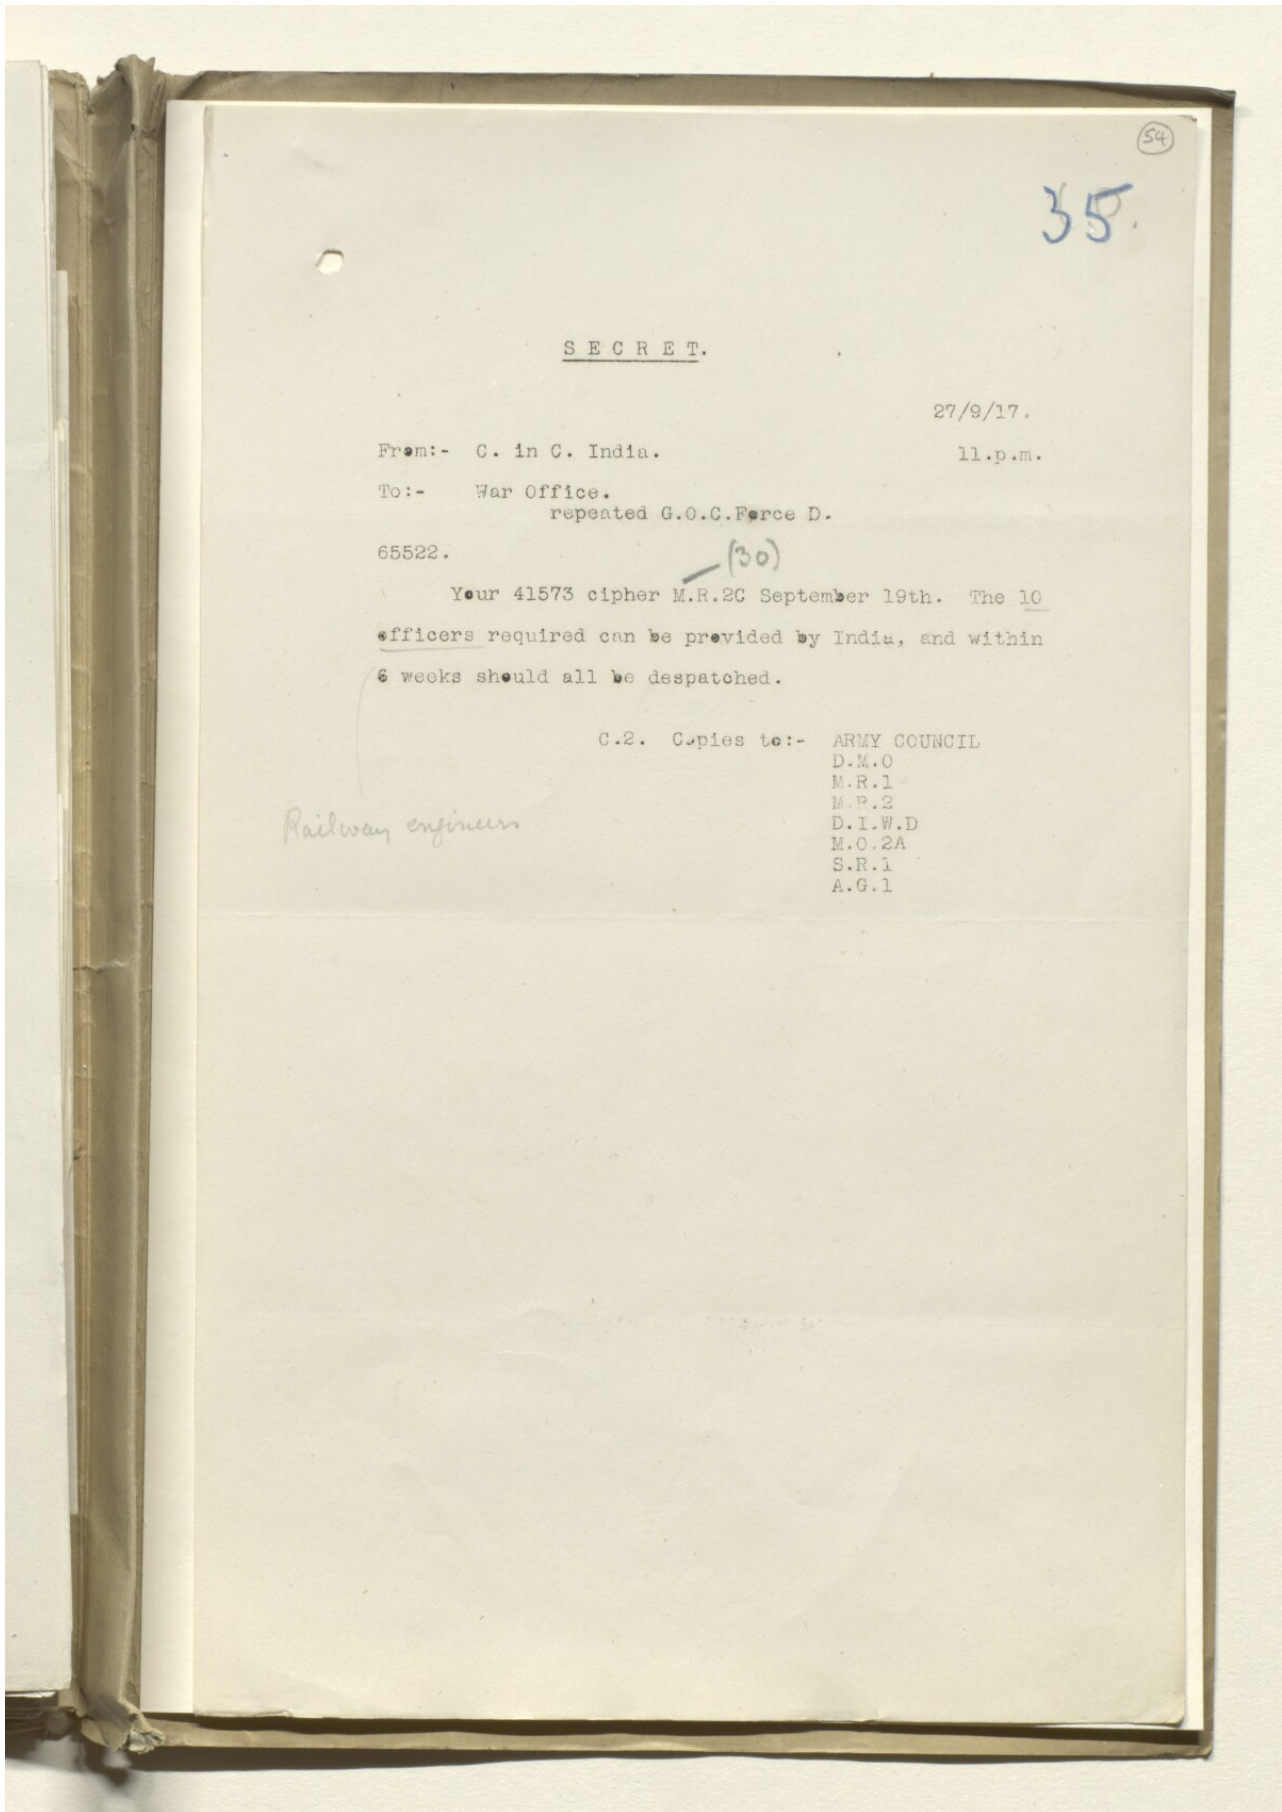 54
35.
SECRET.
27/9/17.
From:- C. in C. India. 11.p.m.
To:- War Office.
repeated G.O.C.Force D.
65522.
(30)
Your 41573 cipher M.R.2C September 19th. The 10
officers required can be provided by India, and within
6 weeks should all be despatched.
C.2. Copies to:- ARMY COUNCIL
D.M.O
M.R.1
M.R.2
D.I.W.D
M.O.2A
S.R.1
A.G.1
Railway engineers